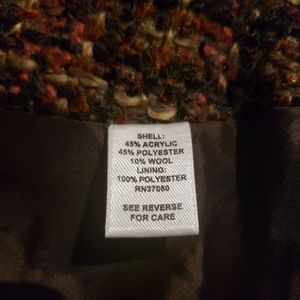 SHELL:
45% ACRYLIC
45% POLYESTER
10% WOOL
LINING:
100% POLYESTER
RN37080
SEE REVERSE
FOR CARE